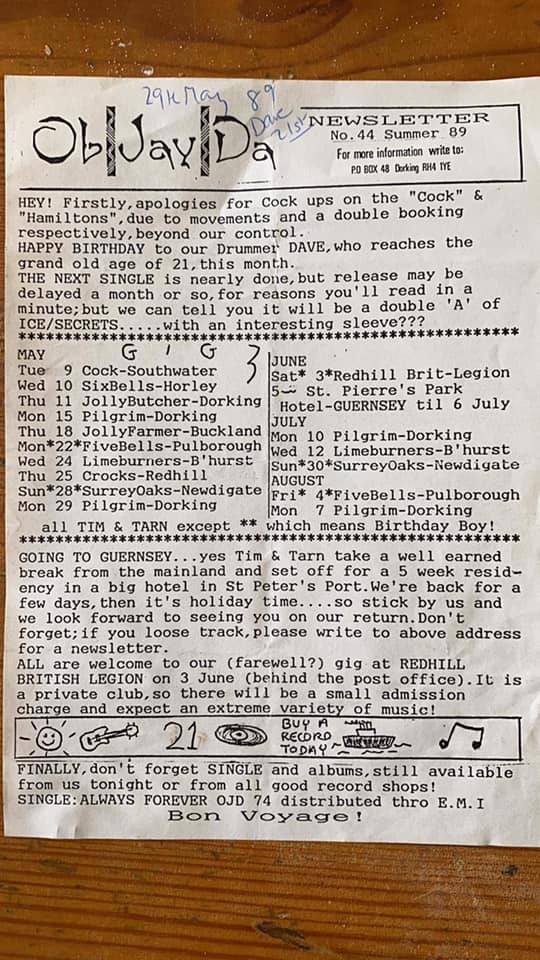 29th May 89
Dave
21st
Ob|Jay|Da
NEWSLETTER
No.44 Summer 89
For more information write to:
P.O BOX 48 Dorking RH4 1YE
HEY! Firstly,apologies for Cock ups on the "Cock" &
"Hamiltons",due to movements and a double booking
respectively,beyond our control.
HAPPY BIRTHDAY to our Drummer DAVE,who reaches the
grand old age of 21,this month.
THE NEXT SINGLE is nearly done,but release may be
delayed a month or so,for reasons you'll read in a
minute;but we can tell you it will be a double 'A' of
ICE/SECRETS.....with an interesting sleeve???
****************************************************
MAY G I G
Tue 9 Cock-Southwater
Wed 10 SixBells-Horley
Thu 11 JollyButcher-Dorking
Mon 15 Pilgrim-Dorking
Thu 18 JollyFarmer-Buckland
Mon*22*FiveBells-Pulborough
Wed 24 Limeburners-B'hurst
Thu 25 Crocks-Redhill
Sun*28*SurreyOaks-Newdigate
Mon 29 Pilgrim-Dorking
JUNE
Sat* 3*Redhill Brit-Legion
5 St. Pierre's Park
Hotel-GUERNSEY til 6 July
JULY
Mon 10 Pilgrim-Dorking
Wed 12 Limeburners-B'hurst
Sun*30*SurreyOaks-Newdigate
AUGUST
Fri* 4*FiveBells-Pulborough
Mon 7 Pilgrim-Dorking
all TIM & TARN except ** which means Birthday Boy!
****************************************************
GOING TO GUERNSEY...yes Tim & Tarn take a well earned
break from the mainland and set off for a 5 week resid-
ency in a big hotel in St Peter's Port.We're back for a
few days,then it's holiday time....so stick by us and
we look forward to seeing you on our return.Don't
forget;if you loose track,please write to above address
for a newsletter.
ALL are welcome to our (farewell?) gig at REDHILL
BRITISH LEGION on 3 June (behind the post office).It is
a private club,so there will be a small admission
charge and expect an extreme variety of music!
21
BUY A
RECORD
TODAY
FINALLY,don't forget SINGLE and albums,still available
from us tonight or from all good record shops!
SINGLE:ALWAYS FOREVER OJD 74 distributed thro E.M.I
Bon Voyage!